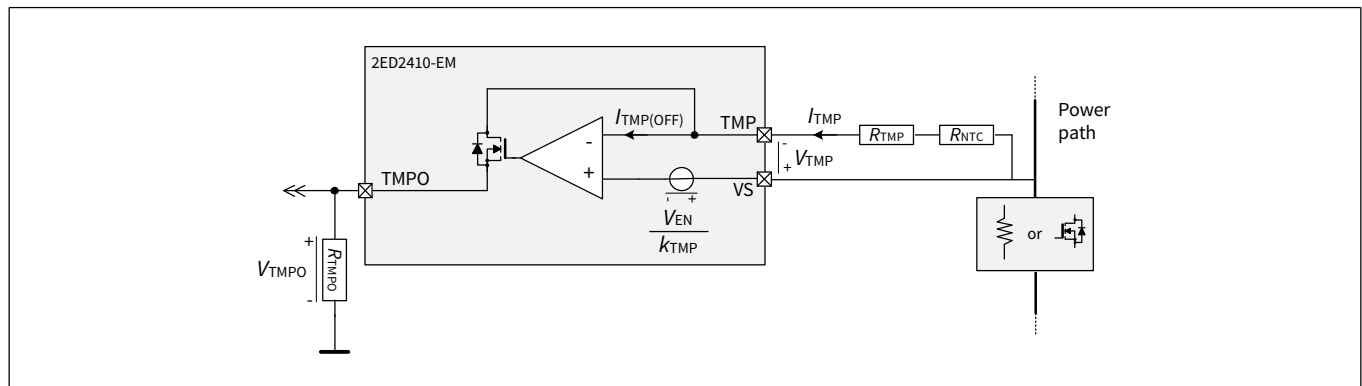 2ED2410-EM
ITMP(OFF)
TMP
ITMP
RTMP
RNTC
Power
path
-
+
-
+
VTMP
TMPO
VS
- +
VEN
kTMP
or
+
VTMPO
-
RTMPO